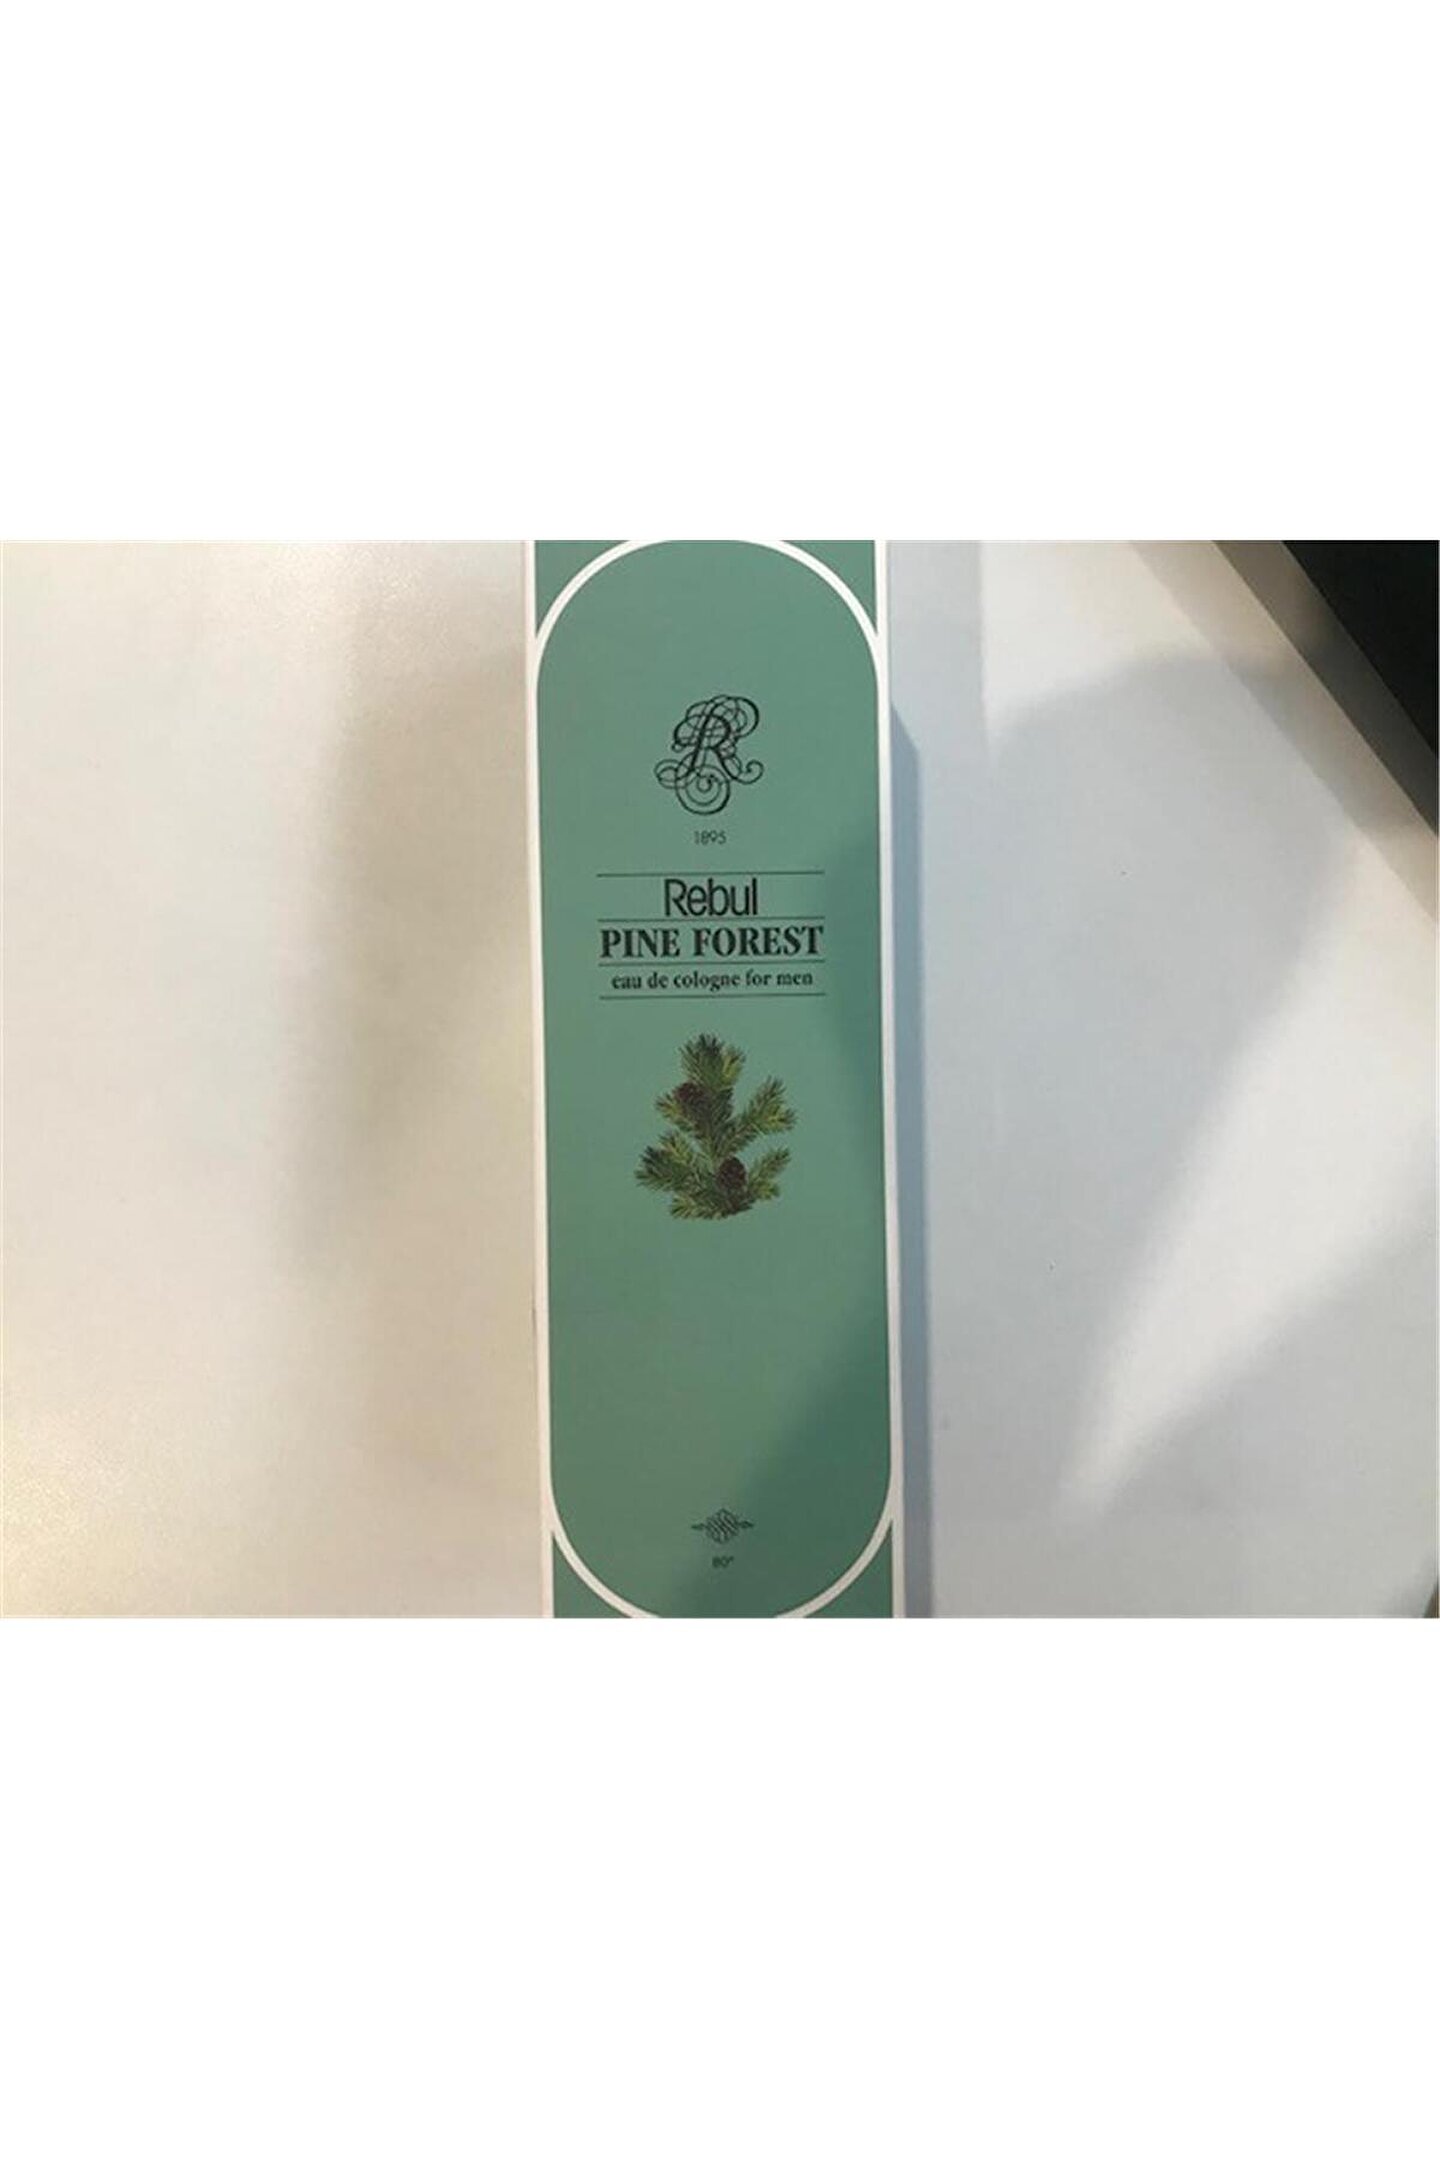 R
1895
Rebul
PINE FOREST
eau de cologne for men
80°